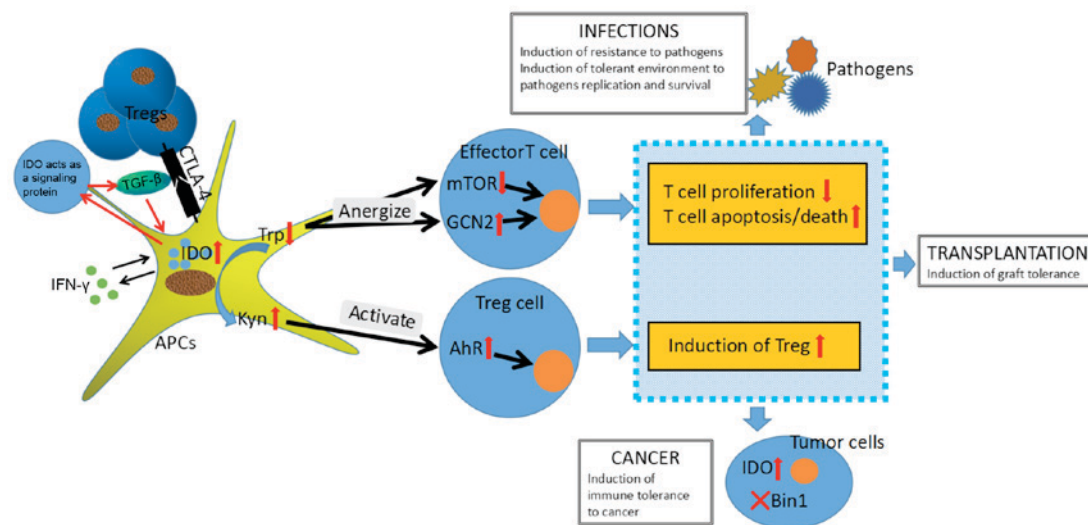 INFECTIONS
Induction of resistance to pathogens
Induction of tolerant environment to
pathogens replication and survival
Pathogens
Tregs
CTLA-4
IDO acts as
a signaling
protein
TGF-β
IDO
Trp
IFN-γ
Kyn
APCs
Anergize
Activate
EffectorT cell
mTOR
GCN2
Treg cell
AhR
T cell proliferation
T cell apoptosis/death
Induction of Treg
TRANSPLANTATION
Induction of graft tolerance
CANCER
Induction of
immune tolerance
to cancer
Tumor cells
IDO
Bin1